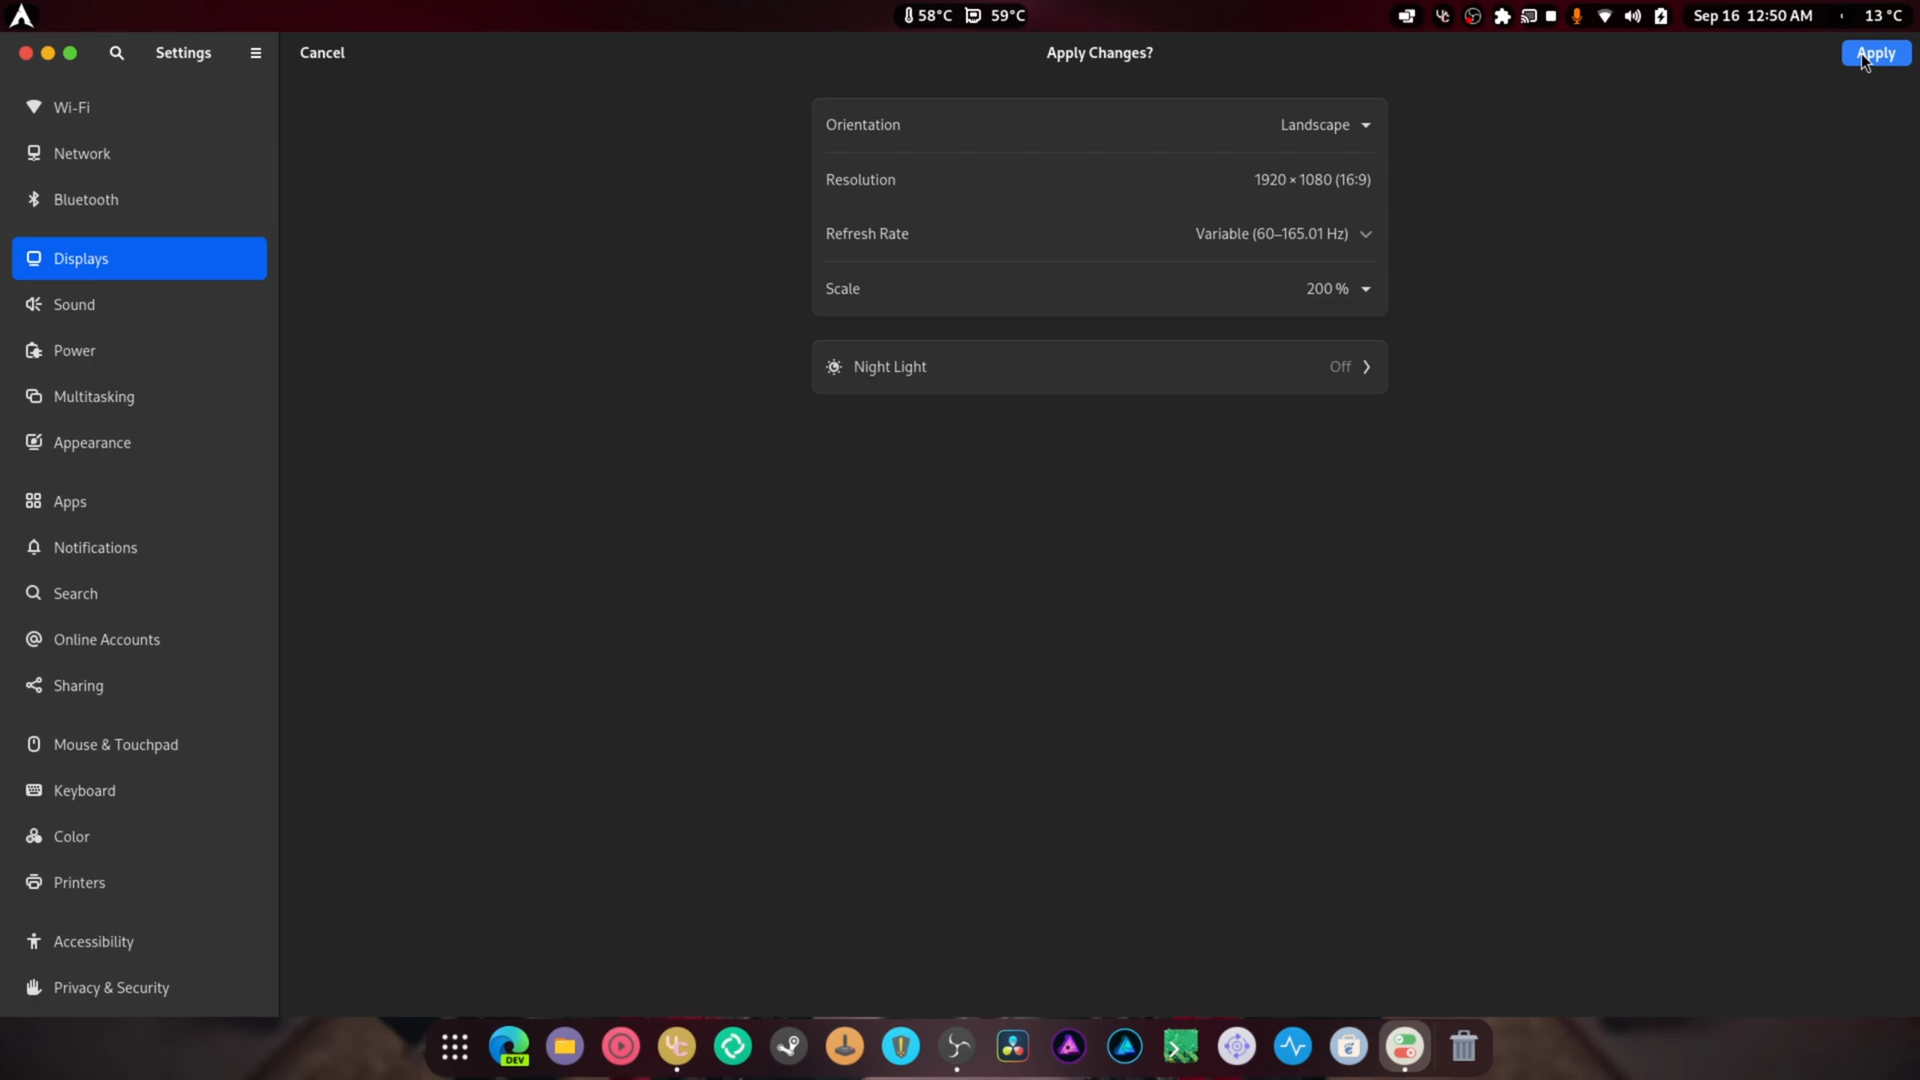 58°C 59°C
Sep 16 12:50 AM
13 °C
Settings
Cancel
Apply Changes?
Apply
Wi-Fi
Network
Bluetooth
Displays
Sound
Power
Multitasking
Appearance
Apps
Notifications
Search
Online Accounts
Sharing
Mouse & Touchpad
Keyboard
Color
Printers
Accessibility
Privacy & Security
Orientation Landscape
Resolution 1920 × 1080 (16:9)
Refresh Rate Variable (60–165.01 Hz)
Scale 200 %
Night Light Off
DEV